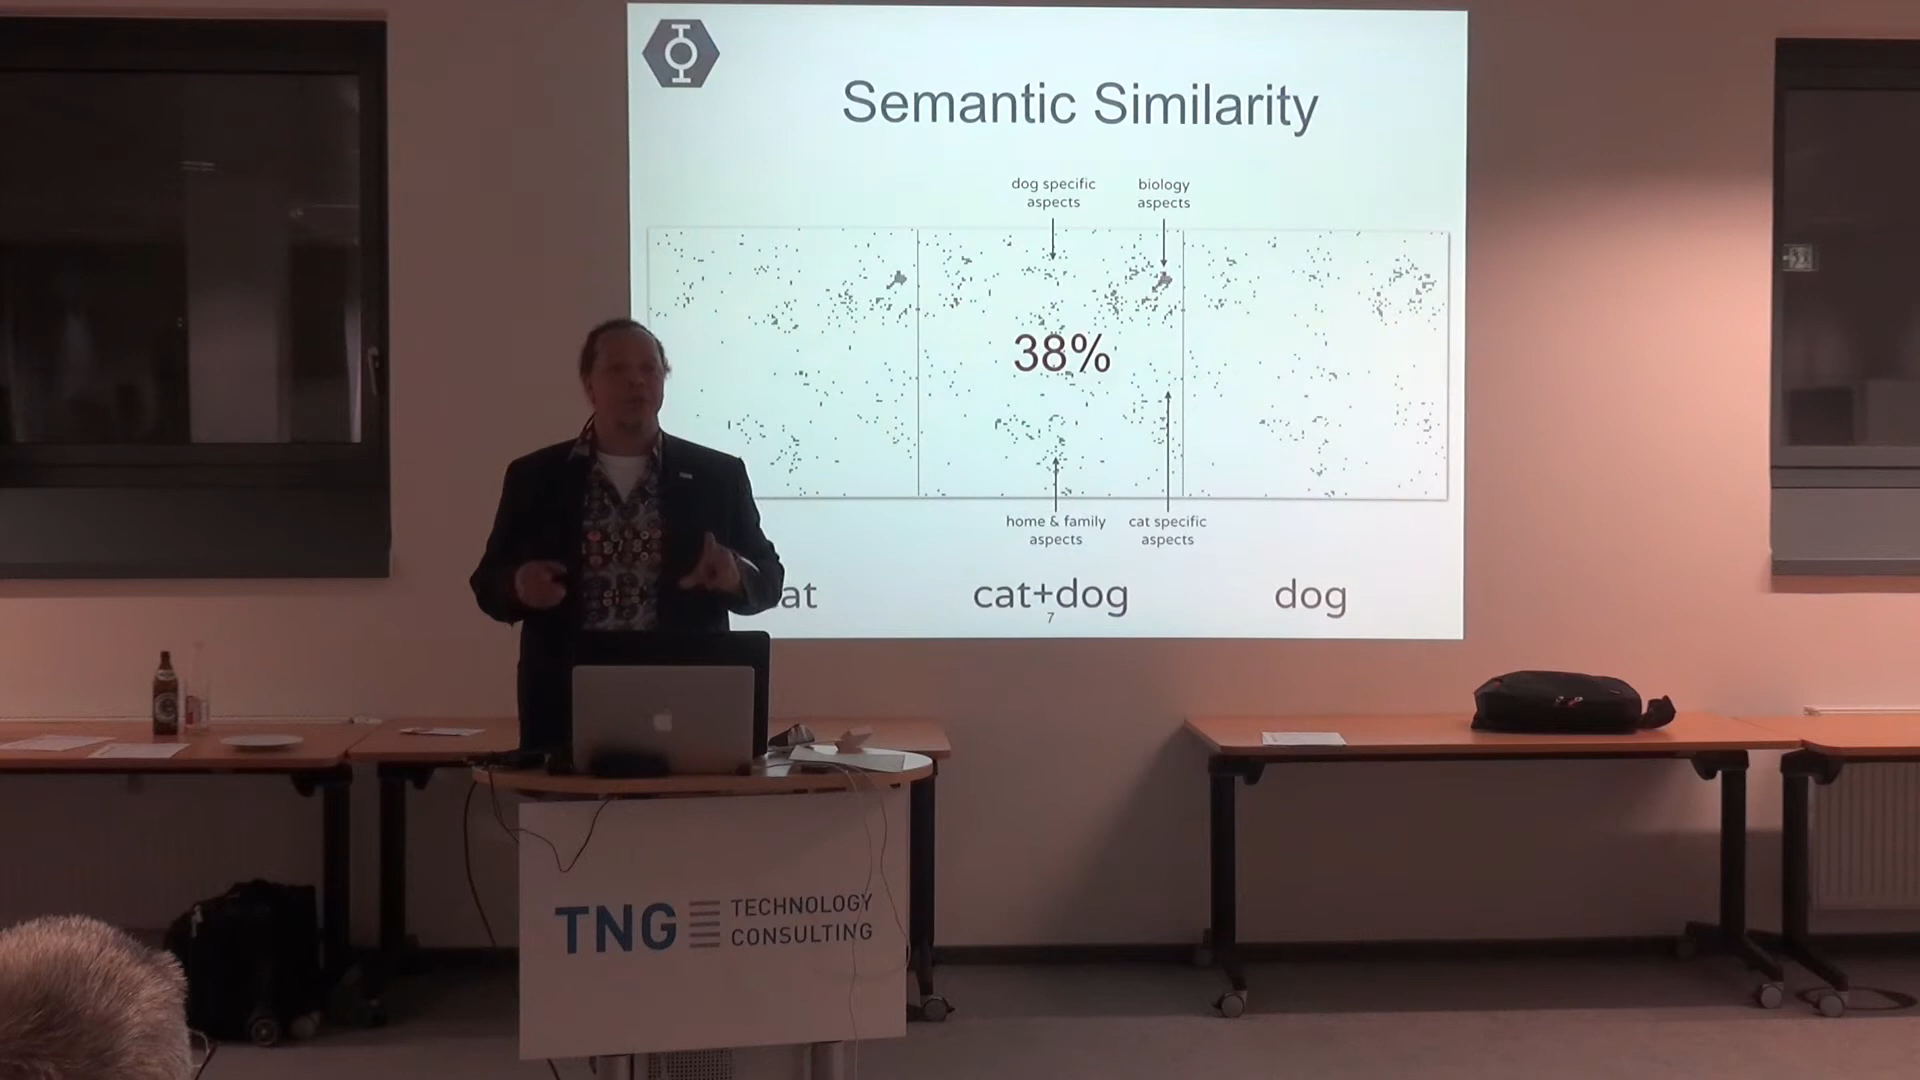 Semantic Similarity
dog specific
aspects
biology
aspects
38%
home & family
aspects
cat specific
aspects
at
cat+dog
dog
7
TNG
TECHNOLOGY
CONSULTING